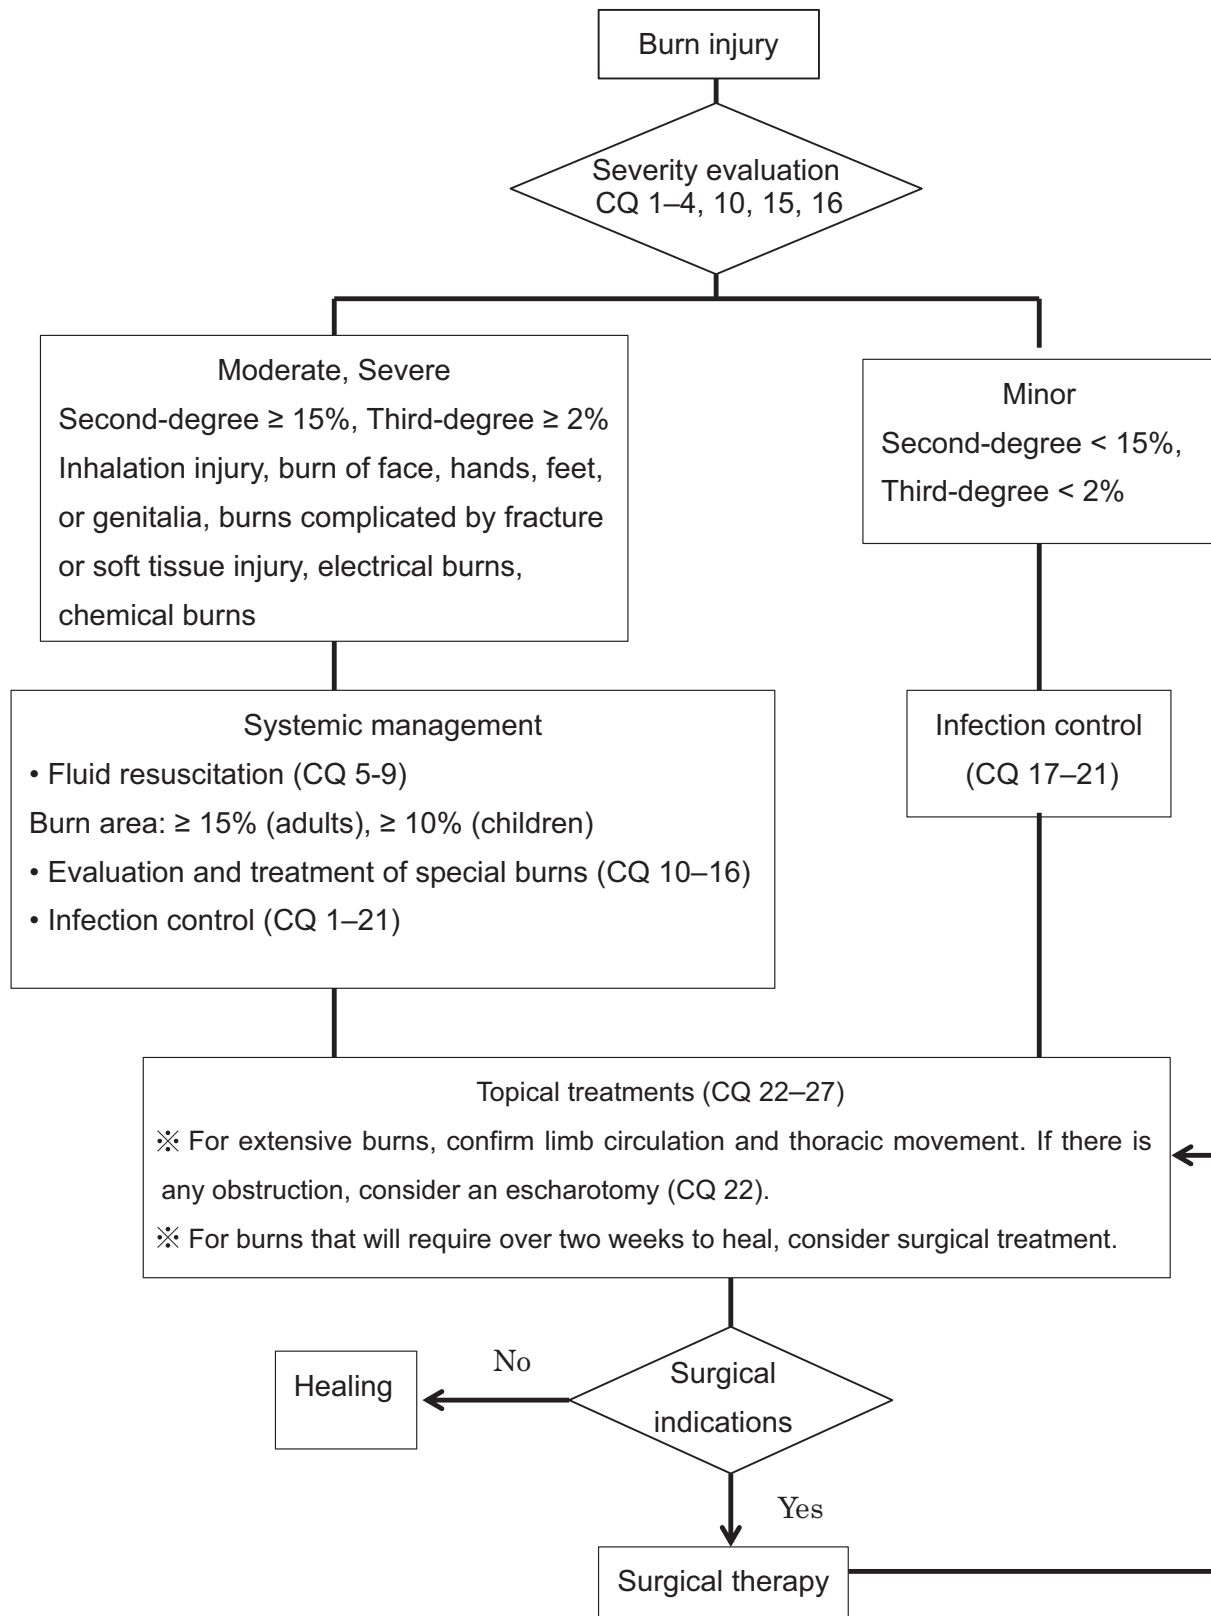 Burn injury
Severity evaluation
CQ 1–4, 10, 15, 16
Moderate, Severe
Second-degree ≥ 15%, Third-degree ≥ 2%
Inhalation injury, burn of face, hands, feet,
or genitalia, burns complicated by fracture
or soft tissue injury, electrical burns,
chemical burns
Minor
Second-degree < 15%,
Third-degree < 2%
Systemic management
• Fluid resuscitation (CQ 5-9)
Burn area: ≥ 15% (adults), ≥ 10% (children)
• Evaluation and treatment of special burns (CQ 10–16)
• Infection control (CQ 1–21)
Infection control
(CQ 17–21)
Topical treatments (CQ 22–27)
※ For extensive burns, confirm limb circulation and thoracic movement. If there is
any obstruction, consider an escharotomy (CQ 22).
※ For burns that will require over two weeks to heal, consider surgical treatment.
Surgical
indications
No
Healing
Yes
Surgical therapy